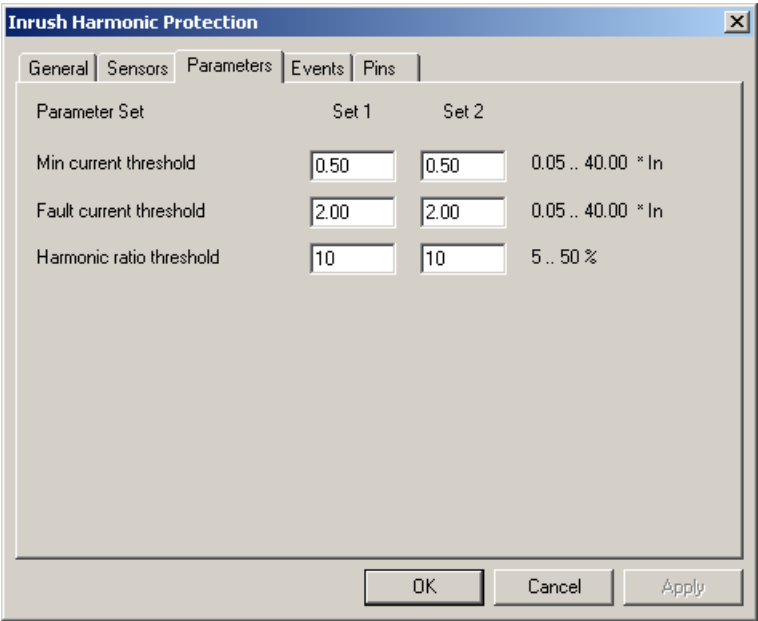 Inrush Harmonic Protection
General Sensors Parameters Events Pins
Parameter Set Set 1 Set 2
Min current threshold 0.50 0.50 0.05 .. 40.00 * In
Fault current threshold 2.00 2.00 0.05 .. 40.00 * In
Harmonic ratio threshold 10 10 5 .. 50 %
OK Cancel Apply